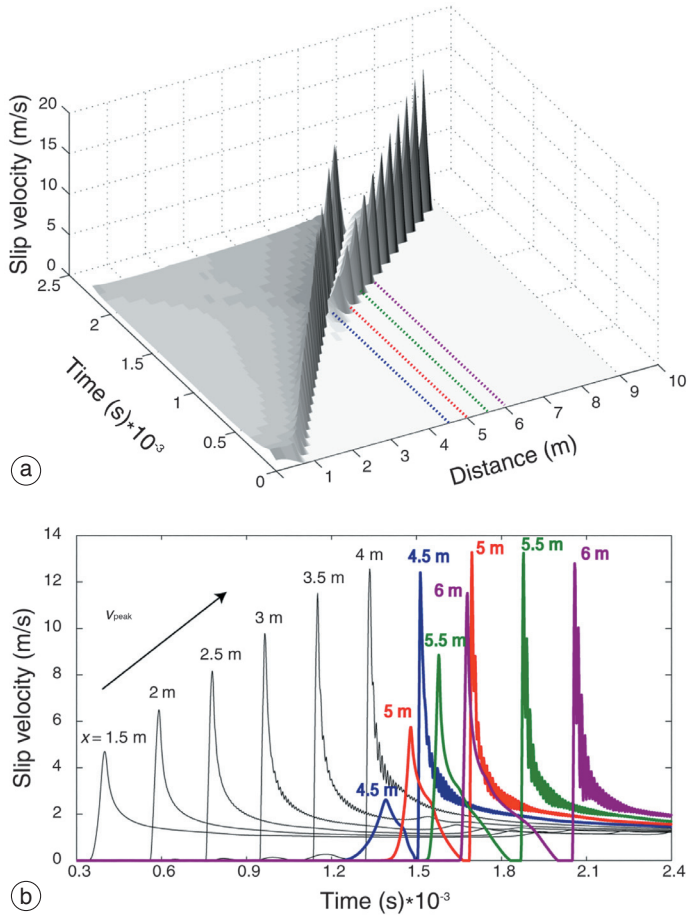 20
15
10
5
0
Slip velocity (m/s)
2.5
2
1.5
1
0.5
0
Time (s)*10⁻³
1
2
3
4
5
6
7
8
9
10
Distance (m)
a
14
12
10
8
6
4
2
0
Slip velocity (m/s)
v_peak
x = 1.5 m
2 m
2.5 m
3 m
3.5 m
4 m
4.5 m
5 m
5.5 m
6 m
6 m
5.5 m
5 m
4.5 m
0.3
0.6
0.9
1.2
1.5
1.8
2.1
2.4
Time (s)*10⁻³
b